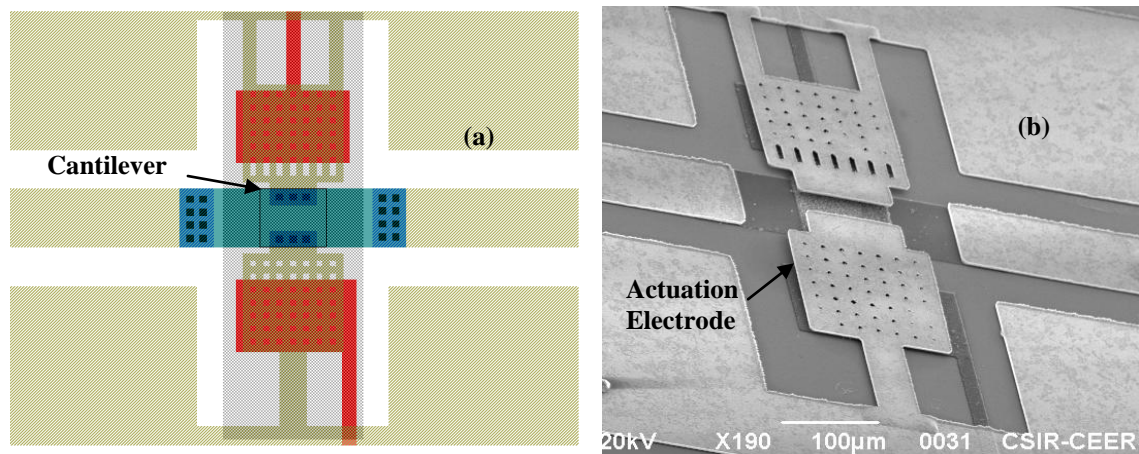 (a)
Cantilever
(b)
Actuation
Electrode
20kV X190 100µm 0031 CSIR-CEER